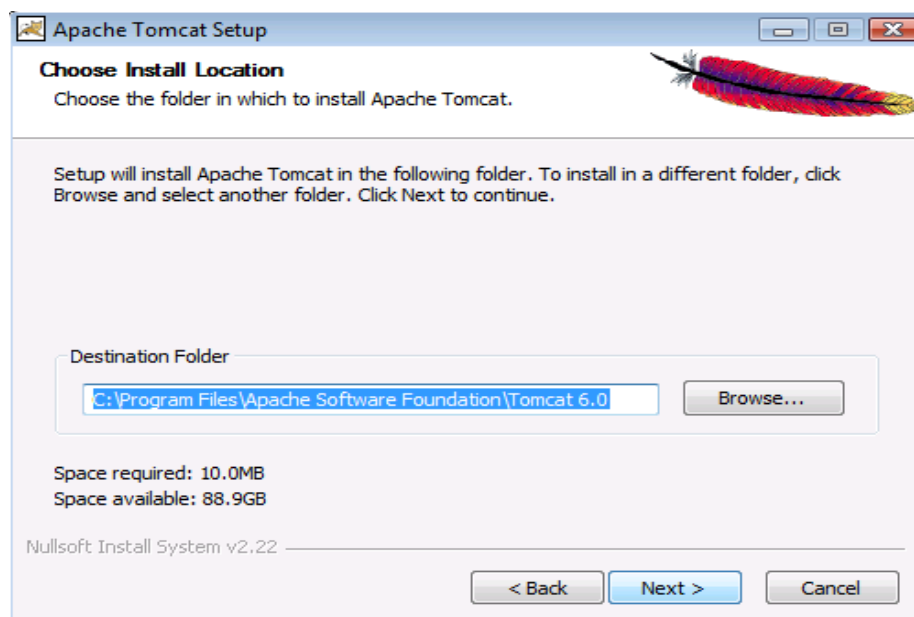 Apache Tomcat Setup
Choose Install Location
Choose the folder in which to install Apache Tomcat.
Setup will install Apache Tomcat in the following folder. To install in a different folder, click
Browse and select another folder. Click Next to continue.
Destination Folder
C:\Program Files\Apache Software Foundation\Tomcat 6.0
Browse...
Space required: 10.0MB
Space available: 88.9GB
Nullsoft Install System v2.22
< Back Next > Cancel